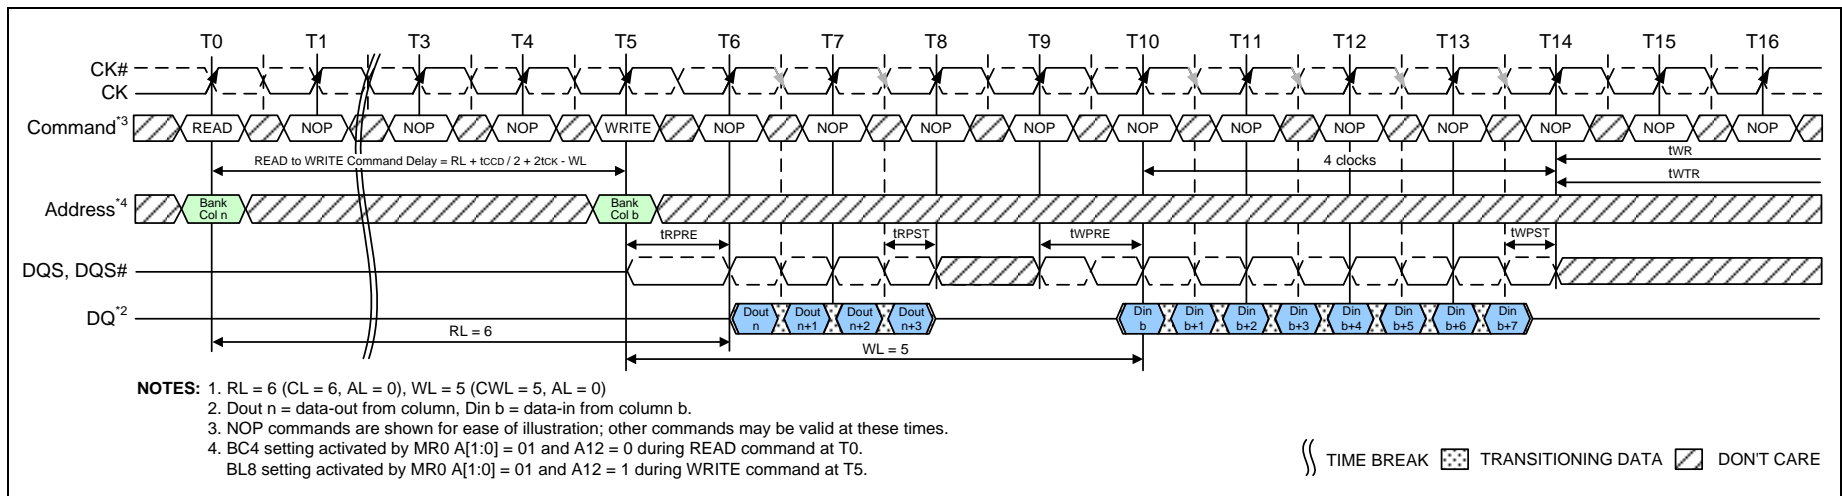 T0 T1 T3 T4 T5 T6 T7 T8 T9 T10 T11 T12 T13 T14 T15 T16
CK#
CK
Command*3 READ NOP NOP NOP WRITE NOP NOP NOP NOP NOP NOP NOP NOP NOP NOP NOP
READ to WRITE Command Delay = RL + tCCD / 2 + 2tCK - WL
4 clocks
tWR
tWTR
Address*4
Bank
Col n
Bank
Col b
tRPRE tRPST tWPRE tWPST
DQS, DQS#
DQ*2
Dout
n
Dout
n+1
Dout
n+2
Dout
n+3
Din
b
Din
b+1
Din
b+2
Din
b+3
Din
b+4
Din
b+5
Din
b+6
Din
b+7
RL = 6
WL = 5
NOTES: 1. RL = 6 (CL = 6, AL = 0), WL = 5 (CWL = 5, AL = 0)
2. Dout n = data-out from column, Din b = data-in from column b.
3. NOP commands are shown for ease of illustration; other commands may be valid at these times.
4. BC4 setting activated by MR0 A[1:0] = 01 and A12 = 0 during READ command at T0.
BL8 setting activated by MR0 A[1:0] = 01 and A12 = 1 during WRITE command at T5.
TIME BREAK TRANSITIONING DATA DON'T CARE